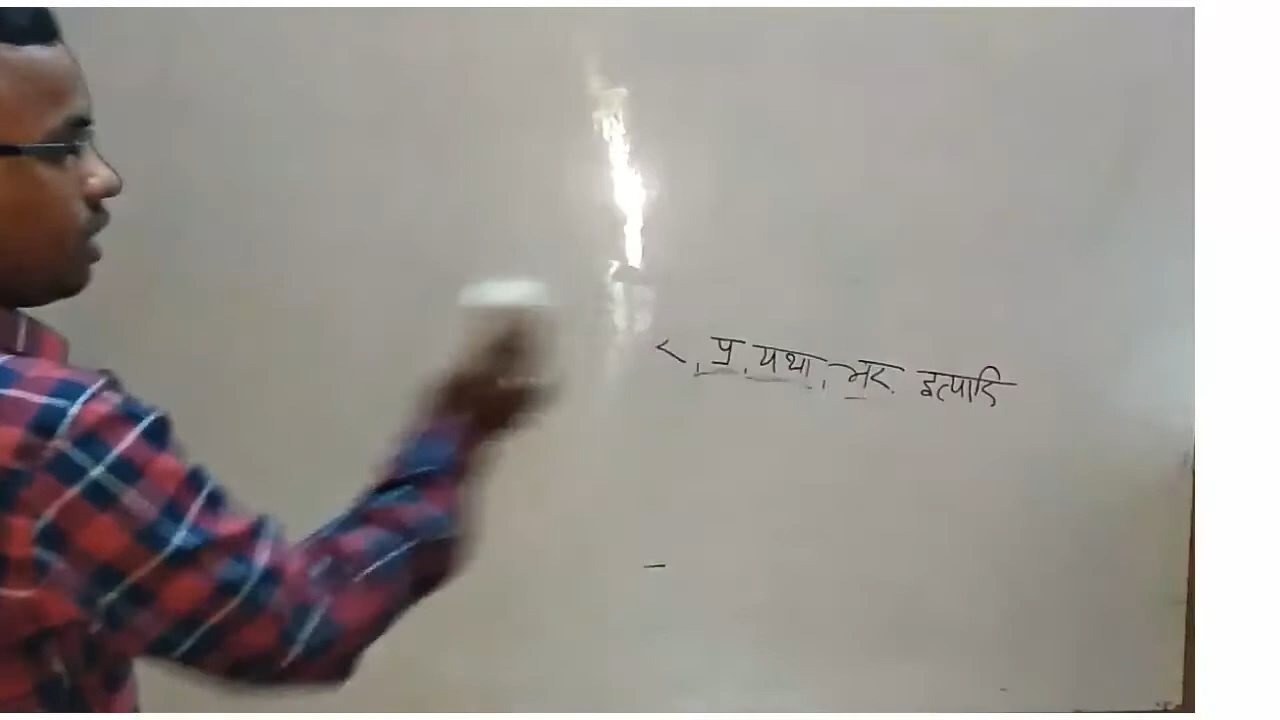 र, प्र, यथा, भर, इत्यादि